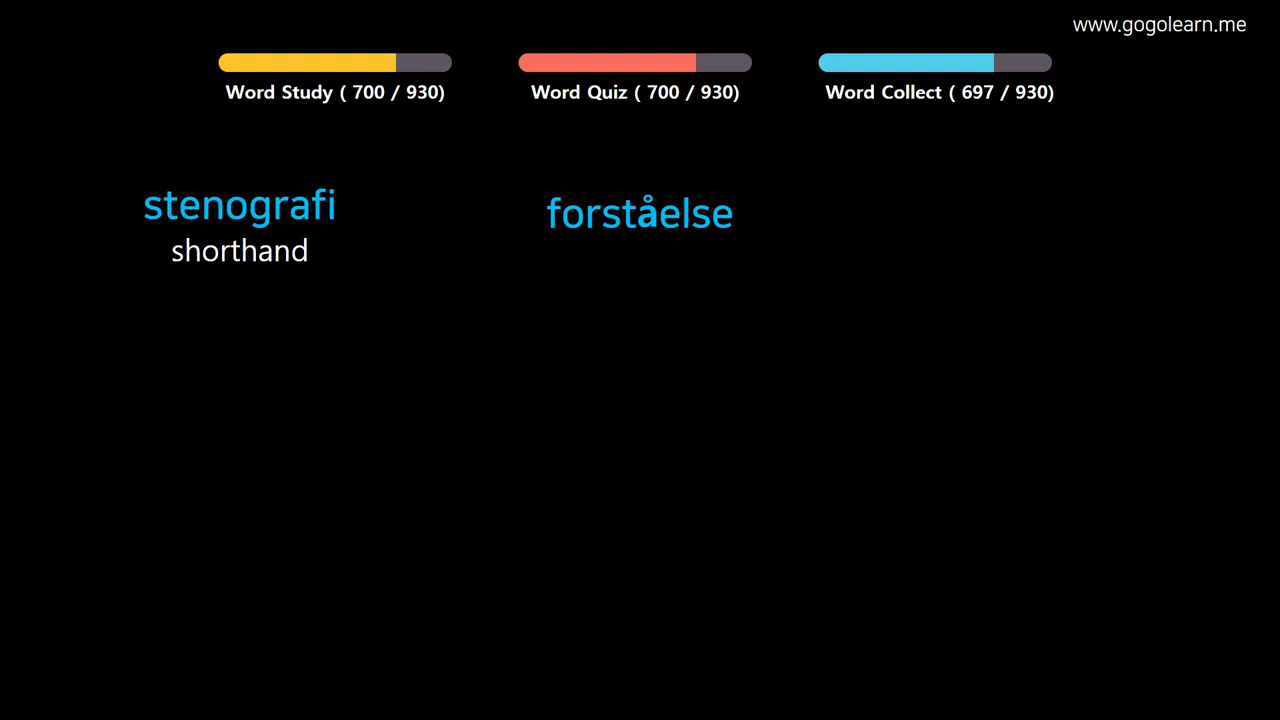 www.gogolearn.me
Word Study ( 700 / 930)
Word Quiz ( 700 / 930)
Word Collect ( 697 / 930)
stenografi
shorthand
forståelse